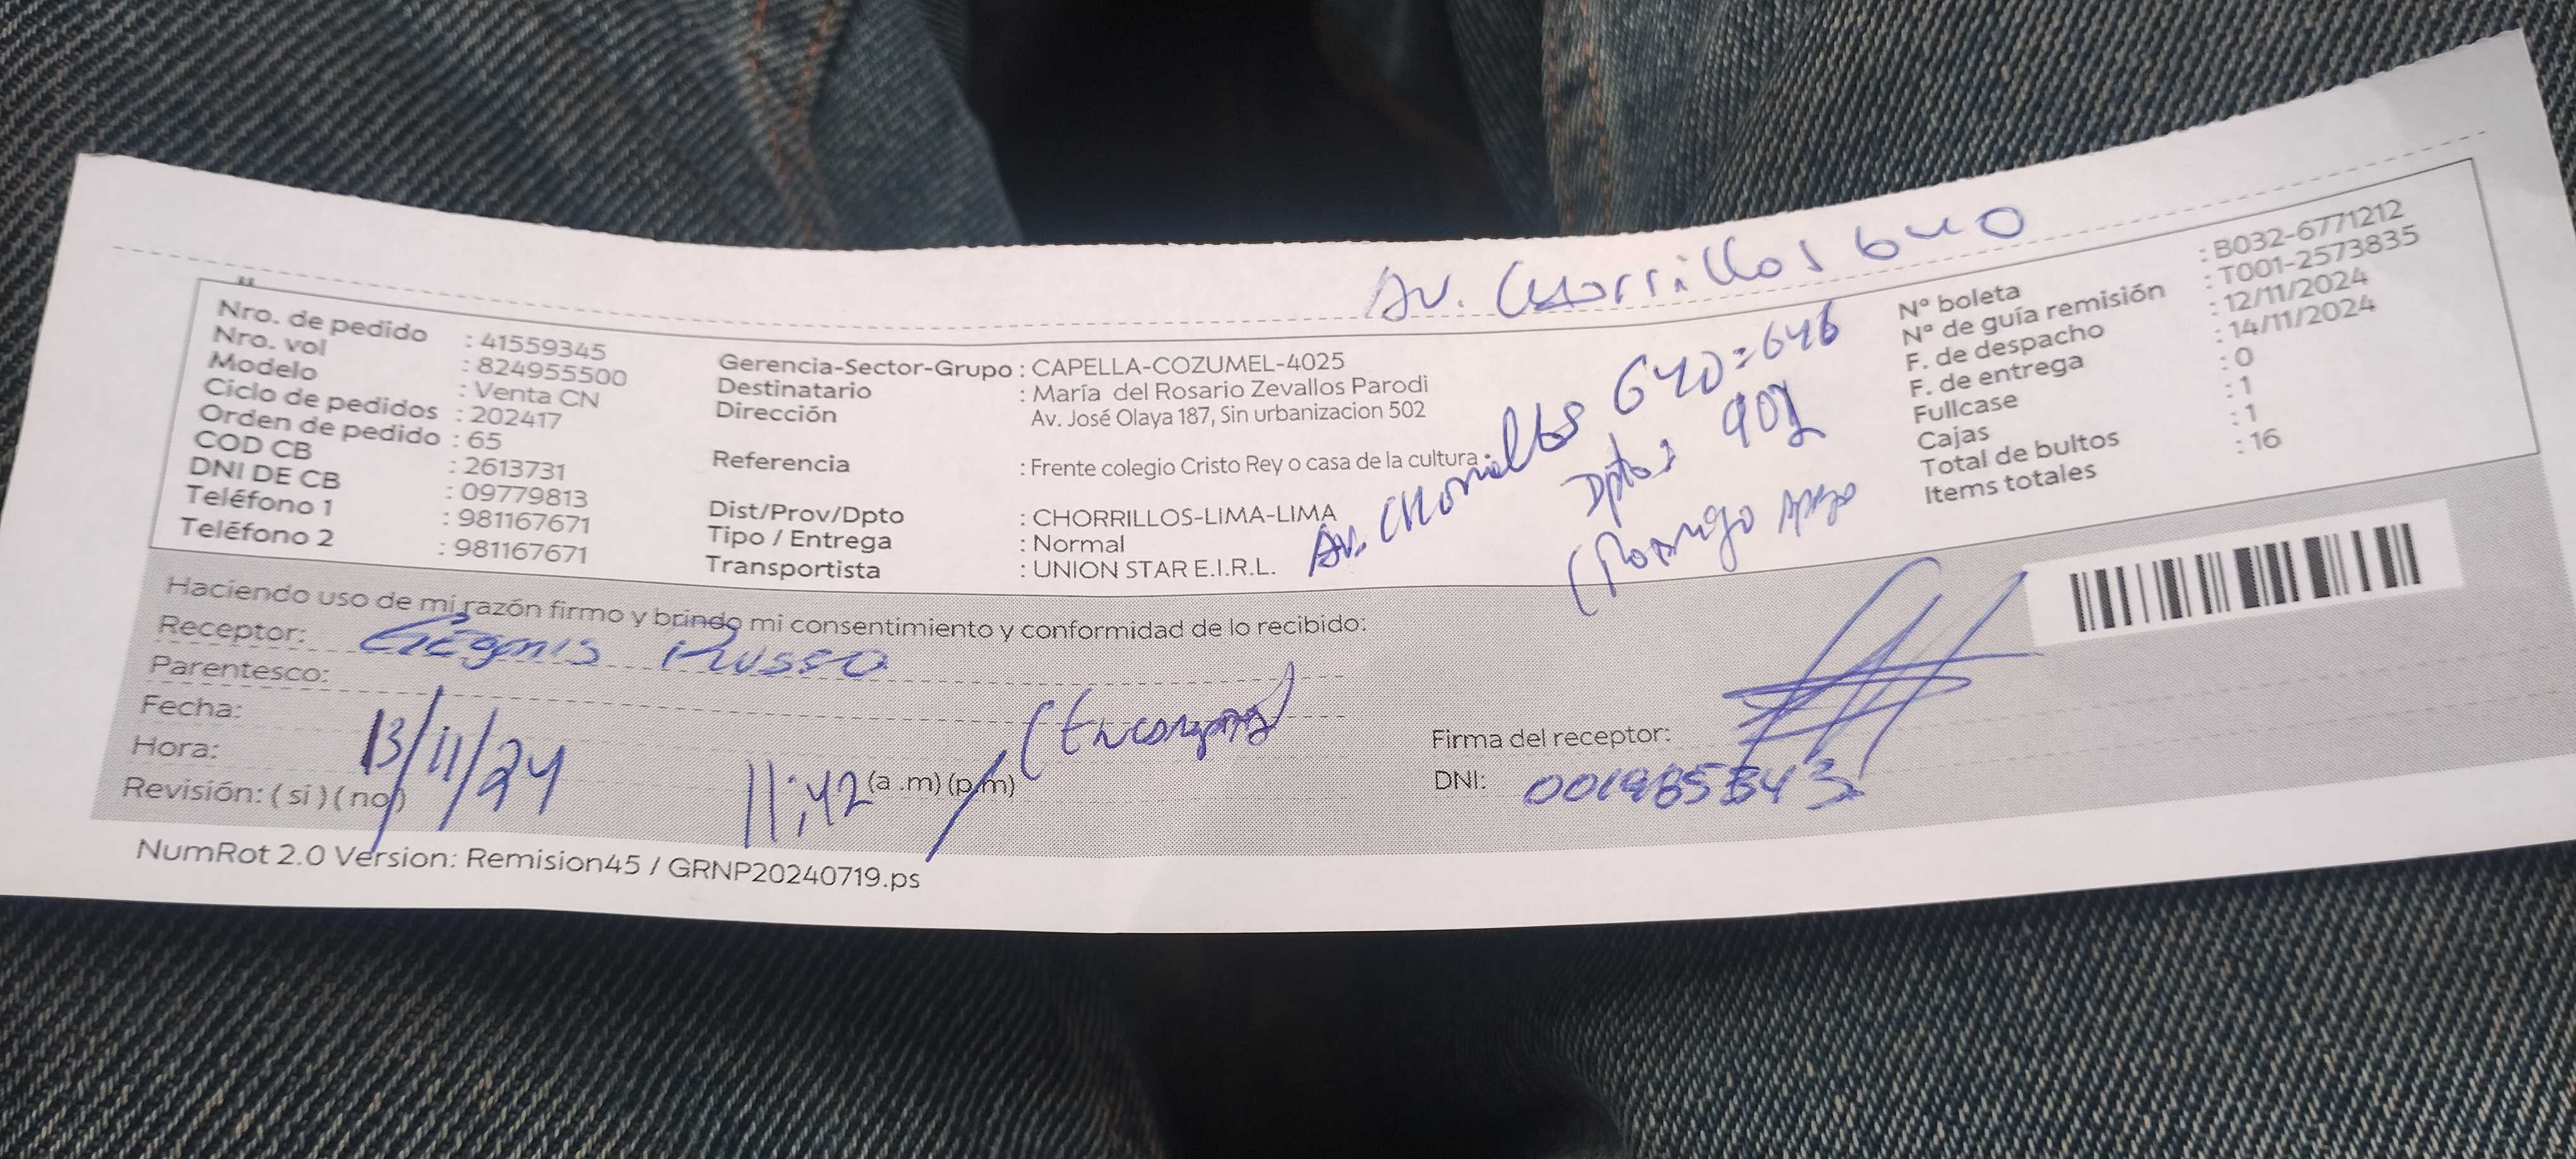 Av. Chorrillos 640
Nro. de pedido : 41559345
Nro. vol : 824955500
Modelo : Venta CN
Ciclo de pedidos : 202417
Orden de pedido : 65
COD CB : 2613731
DNI DE CB : 09779813
Teléfono 1 : 981167671
Teléfono 2 : 981167671
Gerencia-Sector-Grupo : CAPELLA-COZUMEL-4025
Destinatario : María del Rosario Zevallos Parodi
Dirección : Av. José Olaya 187, Sin urbanizacion 502
Referencia : Frente colegio Cristo Rey o casa de la cultura
Dist/Prov/Dpto : CHORRILLOS-LIMA-LIMA
Tipo / Entrega : Normal
Transportista : UNION STAR E.I.R.L.
Av. Chorrillos 640=646
Dpto: 902
(Rodrigo
N° boleta : B032-6771212
N° de guía remisión : T001-2573835
F. de despacho : 12/11/2024
F. de entrega : 14/11/2024
Fullcase : 0
Cajas : 1
Total de bultos : 1
Items totales : 16
Haciendo uso de mi razón firmo y brindo mi consentimiento y conformidad de lo recibido:
Receptor: Russo
Parentesco:
Fecha: 13/11/24
Hora: 11:42 (a .m) (p.m)
Revisión: ( si ) ( no )
Firma del receptor:
DNI:
NumRot 2.0 Version: Remision45 / GRNP20240719.ps